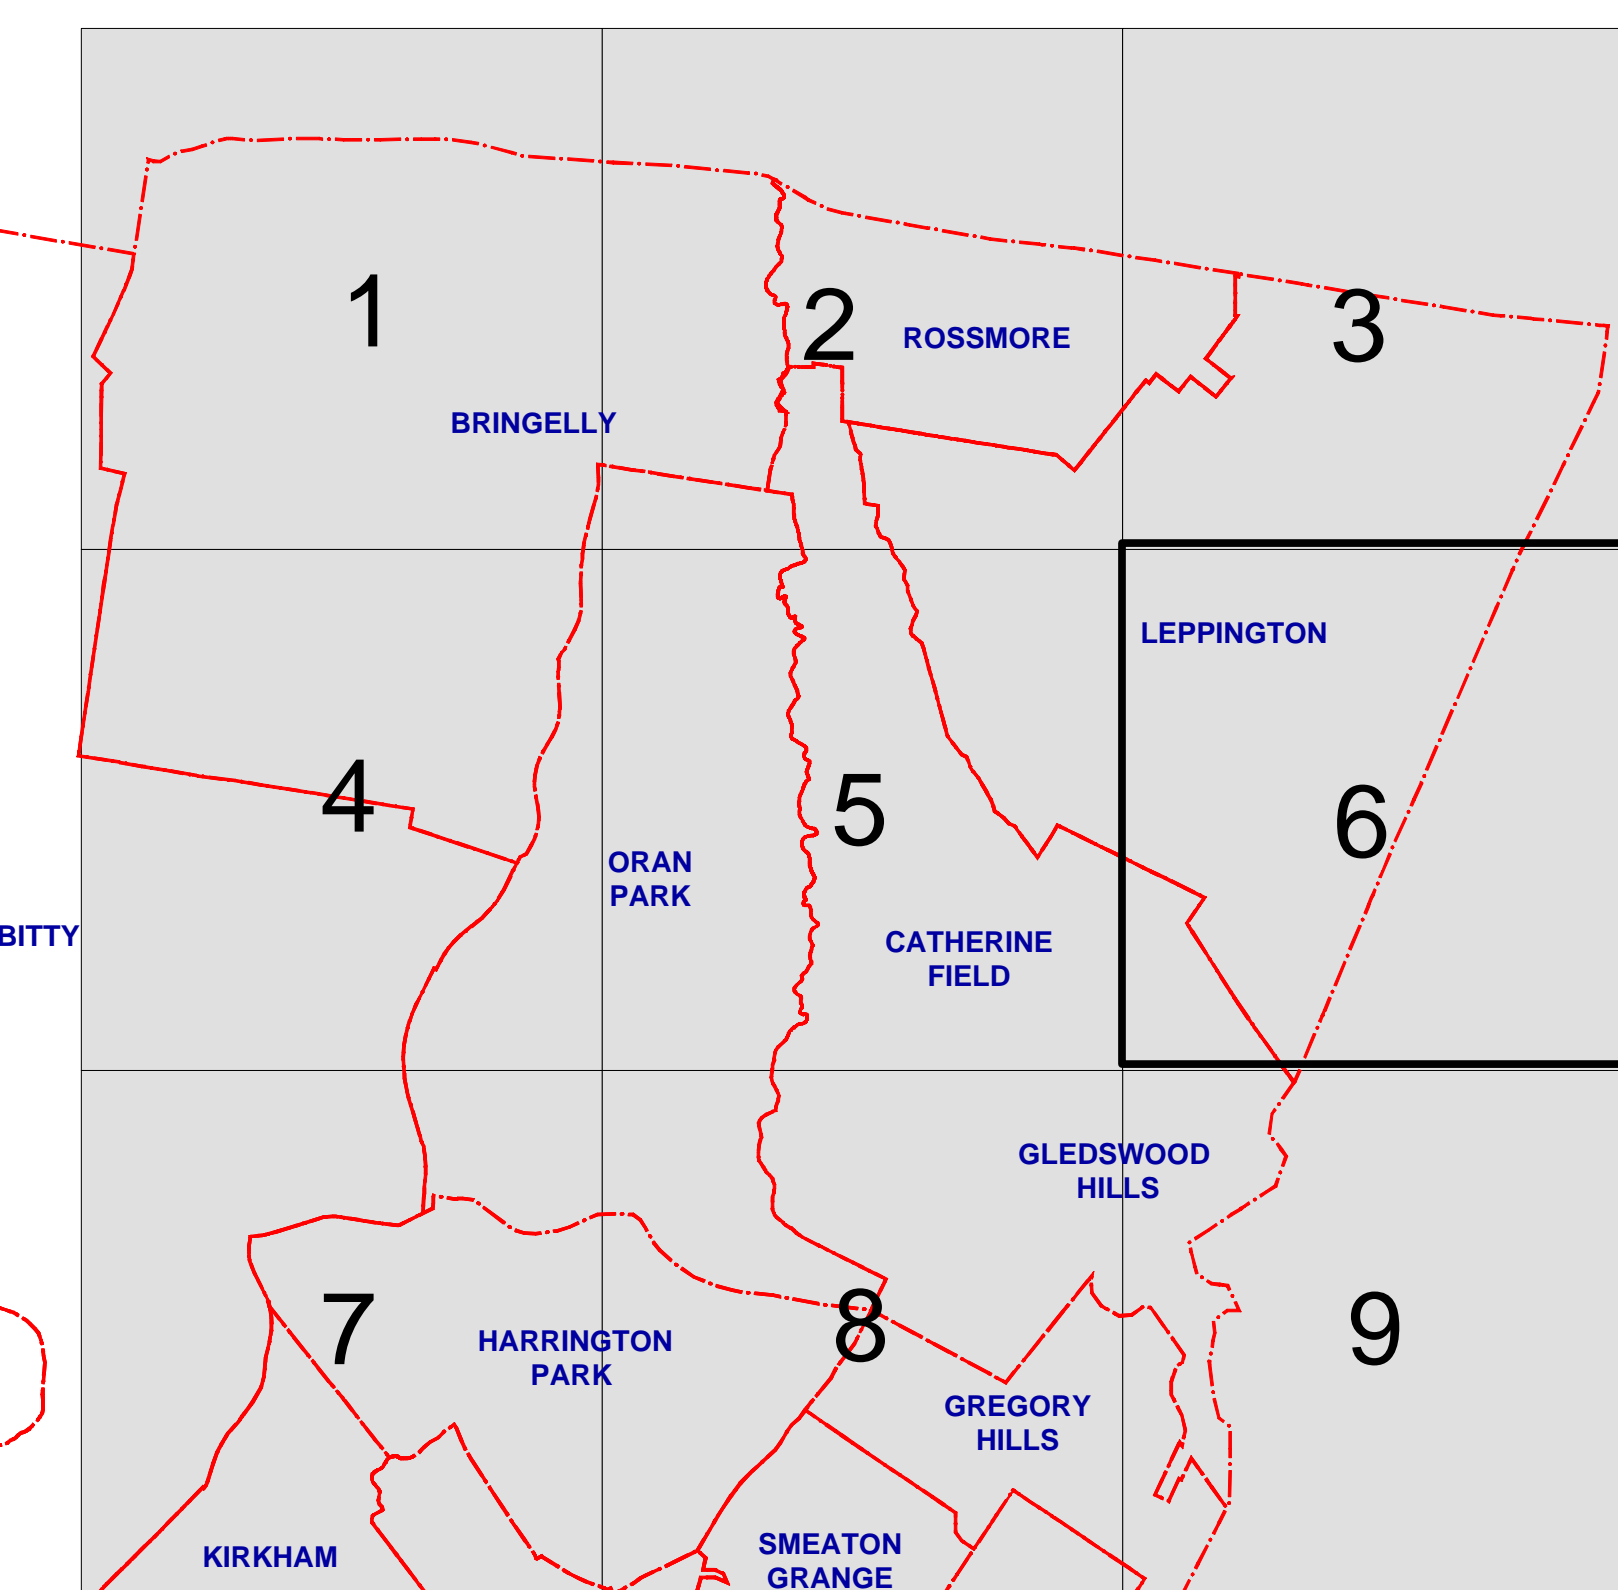 1
2
3
ROSSMORE
BRINGELLY
LEPPINGTON
4
5
6
ORAN
PARK
BITTY
CATHERINE
FIELD
GLEDSWOOD
HILLS
7
8
9
HARRINGTON
PARK
GREGORY
HILLS
KIRKHAM
SMEATON
GRANGE